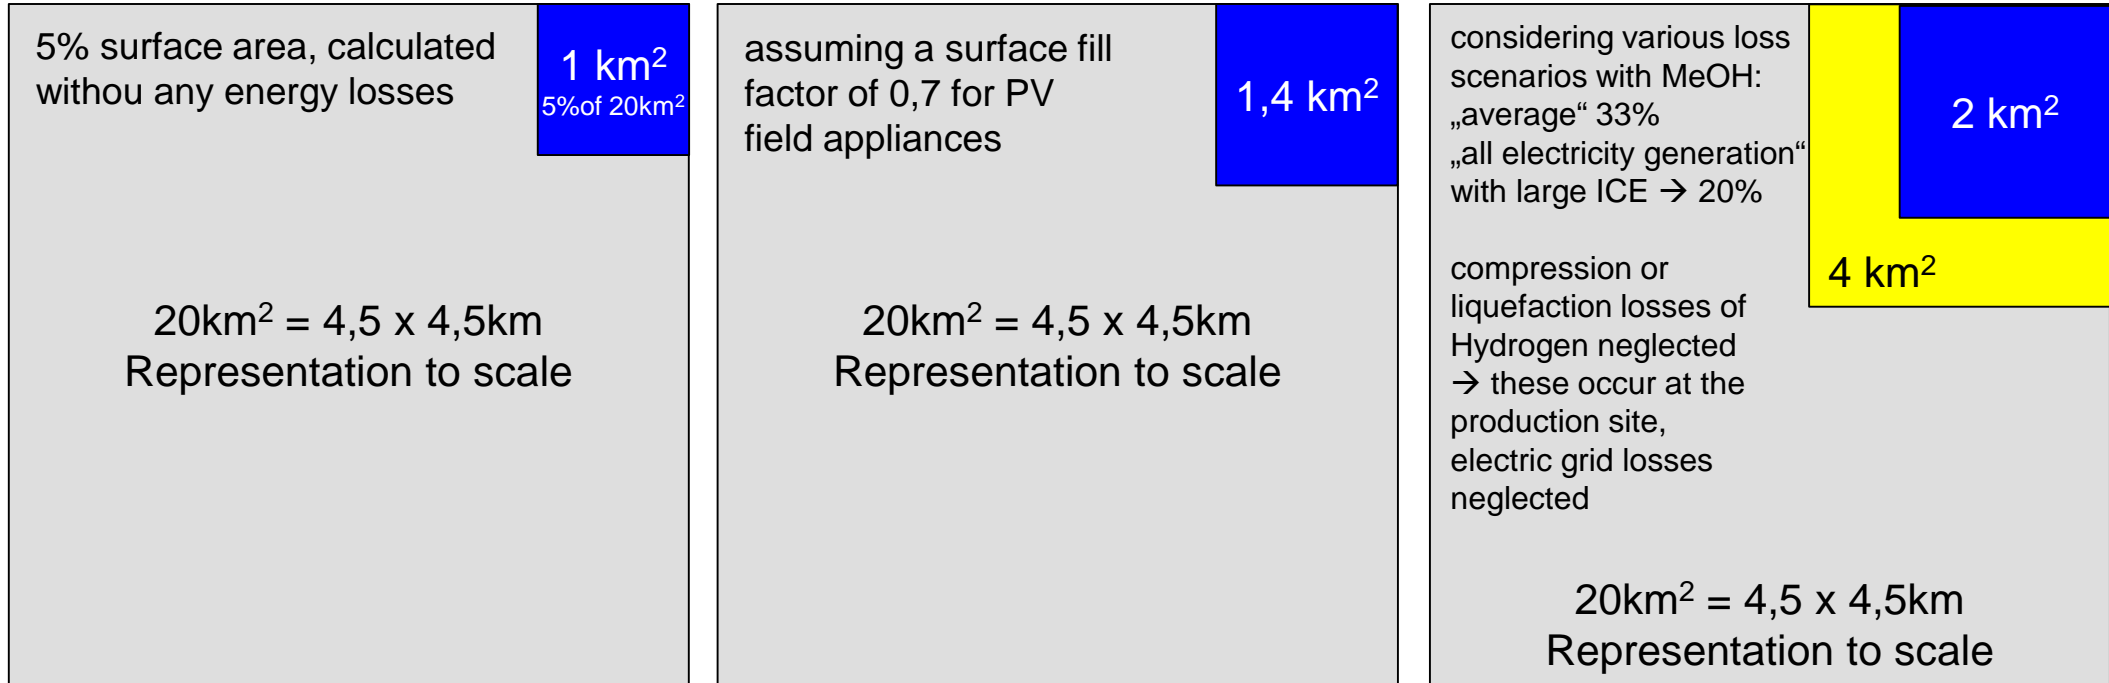 5% surface area, calculated
withou any energy losses
1 km²
5%of 20km²
20km² = 4,5 x 4,5km
Representation to scale
assuming a surface fill
factor of 0,7 for PV
field appliances
1,4 km²
20km² = 4,5 x 4,5km
Representation to scale
considering various loss
scenarios with MeOH:
„average“ 33%
„all electricity generation“
with large ICE → 20%
compression or
liquefaction losses of
Hydrogen neglected
→ these occur at the
production site,
electric grid losses
neglected
2 km²
4 km²
20km² = 4,5 x 4,5km
Representation to scale